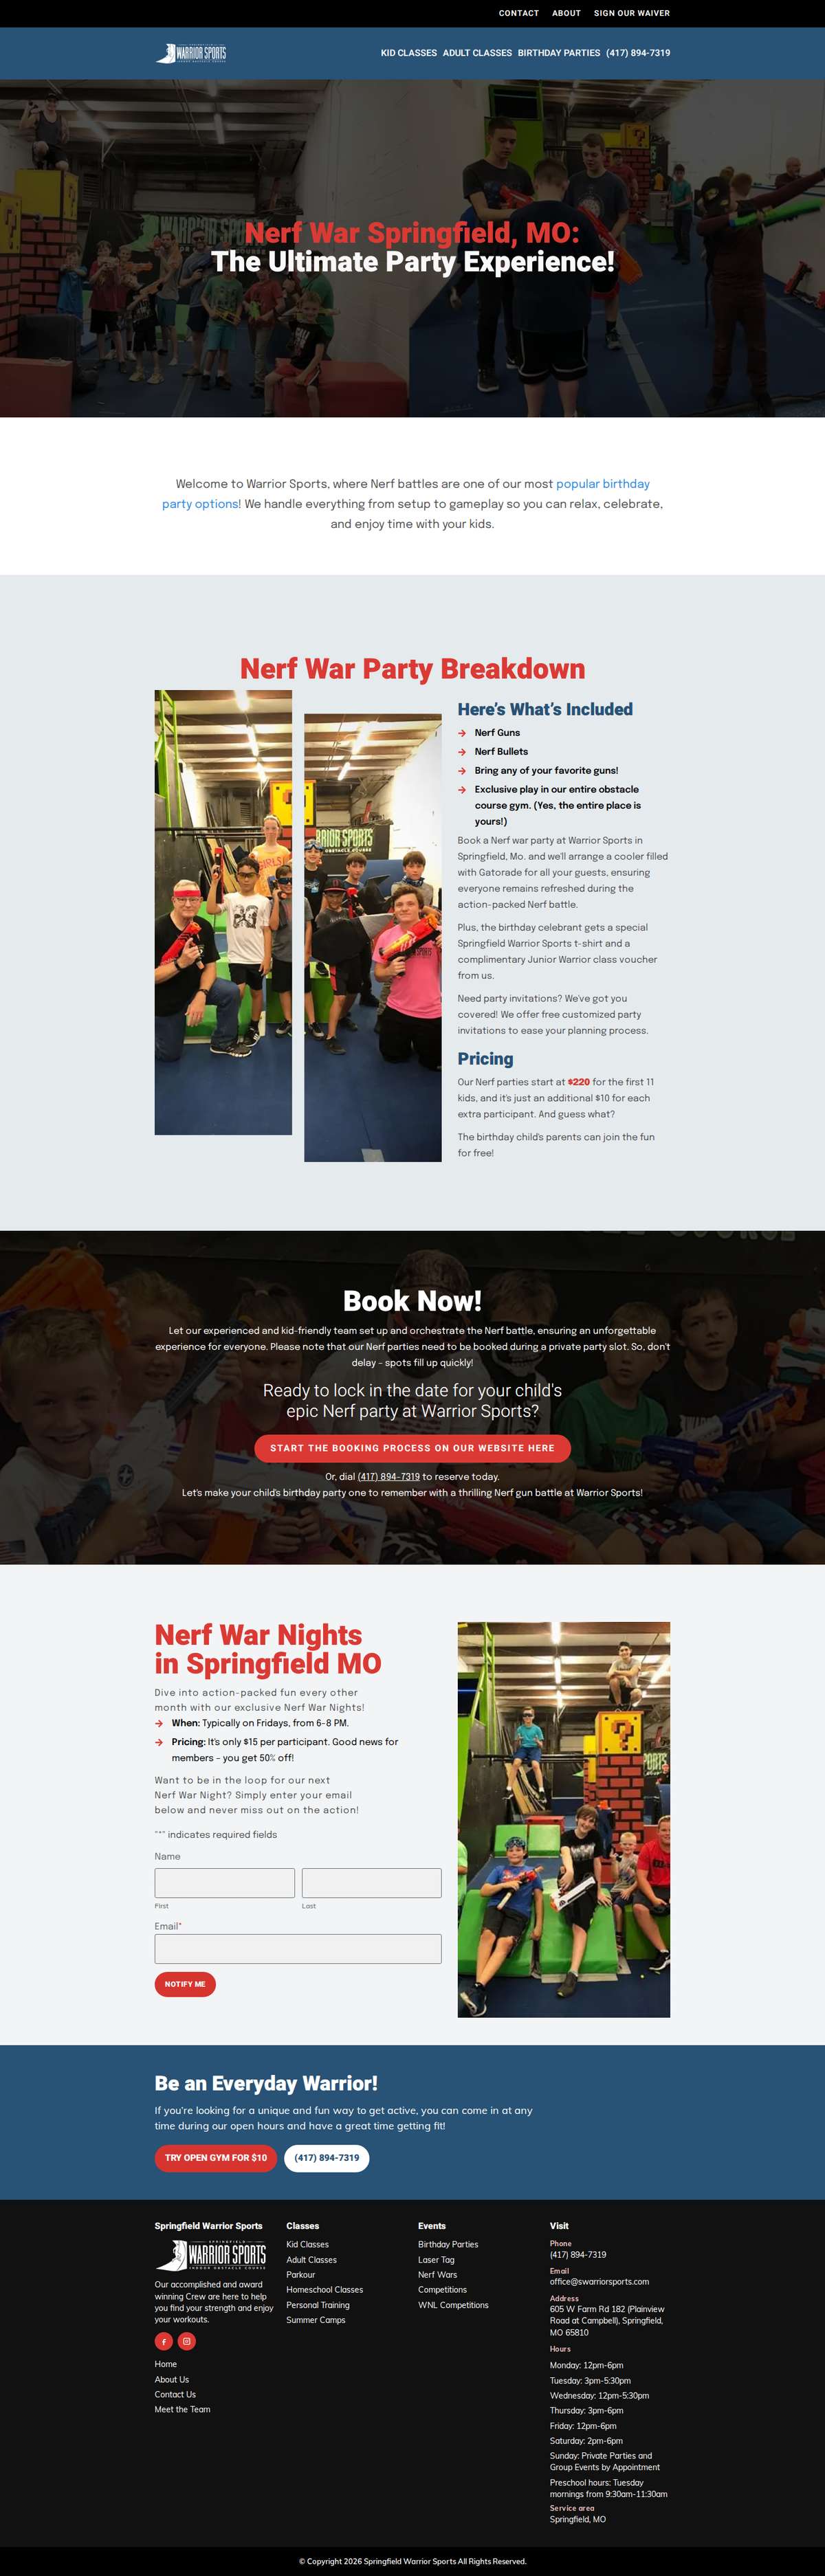 CONTACT ABOUT SIGN OUR WAIVER
WARRIOR SPORTS
KID CLASSES ADULT CLASSES BIRTHDAY PARTIES (417) 894-7319
Nerf War Springfield, MO:
The Ultimate Party Experience!
Welcome to Warrior Sports, where Nerf battles are one of our most popular birthday
party options! We handle everything from setup to gameplay so you can relax, celebrate,
and enjoy time with your kids.
Nerf War Party Breakdown
Here's What's Included
Nerf Guns
Nerf Bullets
Bring any of your favorite guns!
Exclusive play in our entire obstacle
course gym. (Yes, the entire place is
yours!)
Book a Nerf war party at Warrior Sports in
Springfield, Mo. and we'll arrange a cooler filled
with Gatorade for all your guests, ensuring
everyone remains refreshed during the
action-packed Nerf battle.
Plus, the birthday celebrant gets a special
Springfield Warrior Sports t-shirt and a
complimentary Junior Warrior class voucher
from us.
Need party invitations? We've got you
covered! We offer free customized party
invitations to ease your planning process.
Pricing
Our Nerf parties start at $220 for the first 11
kids, and it's just an additional $10 for each
extra participant. And guess what?
The birthday child's parents can join the fun
for free!
Book Now!
Let our experienced and kid-friendly team set up and orchestrate the Nerf battle, ensuring an unforgettable
experience for everyone. Please note that our Nerf parties need to be booked during a private party slot. So, don't
delay – spots fill up quickly!
Ready to lock in the date for your child's
epic Nerf party at Warrior Sports?
START THE BOOKING PROCESS ON OUR WEBSITE HERE
Or, dial (417) 894-7319 to reserve today.
Let's make your child's birthday party one to remember with a thrilling Nerf gun battle at Warrior Sports!
Nerf War Nights
in Springfield MO
Dive into action-packed fun every other
month with our exclusive Nerf War Nights!
When: Typically on Fridays, from 6-8 PM.
Pricing: It's only $15 per participant. Good news for
members – you get 50% off!
Want to be in the loop for our next
Nerf War Night? Simply enter your email
below and never miss out on the action!
"*" indicates required fields
Name
First Last
Email*
NOTIFY ME
Be an Everyday Warrior!
If you're looking for a unique and fun way to get active, you can come in at any
time during our open hours and have a great time getting fit!
TRY OPEN GYM FOR $10 (417) 894-7319
Springfield Warrior Sports
SPRINGFIELD
WARRIOR SPORTS
INDOOR OBSTACLE COURSE
Our accomplished and award
winning Crew are here to help
you find your strength and enjoy
your workouts.
Home
About Us
Contact Us
Meet the Team
Classes
Kid Classes
Adult Classes
Parkour
Homeschool Classes
Personal Training
Summer Camps
Events
Birthday Parties
Laser Tag
Nerf Wars
Competitions
WNL Competitions
Visit
Phone
(417) 894-7319
Email
office@swarriorsports.com
Address
605 W Farm Rd 182 (Plainview
Road at Campbell), Springfield,
MO 65810
Hours
Monday: 12pm-6pm
Tuesday: 3pm-5:30pm
Wednesday: 12pm-5:30pm
Thursday: 3pm-6pm
Friday: 12pm-6pm
Saturday: 2pm-6pm
Sunday: Private Parties and
Group Events by Appointment
Preschool hours: Tuesday
mornings from 9:30am-11:30am
Service area
Springfield, MO
© Copyright 2026 Springfield Warrior Sports All Rights Reserved.